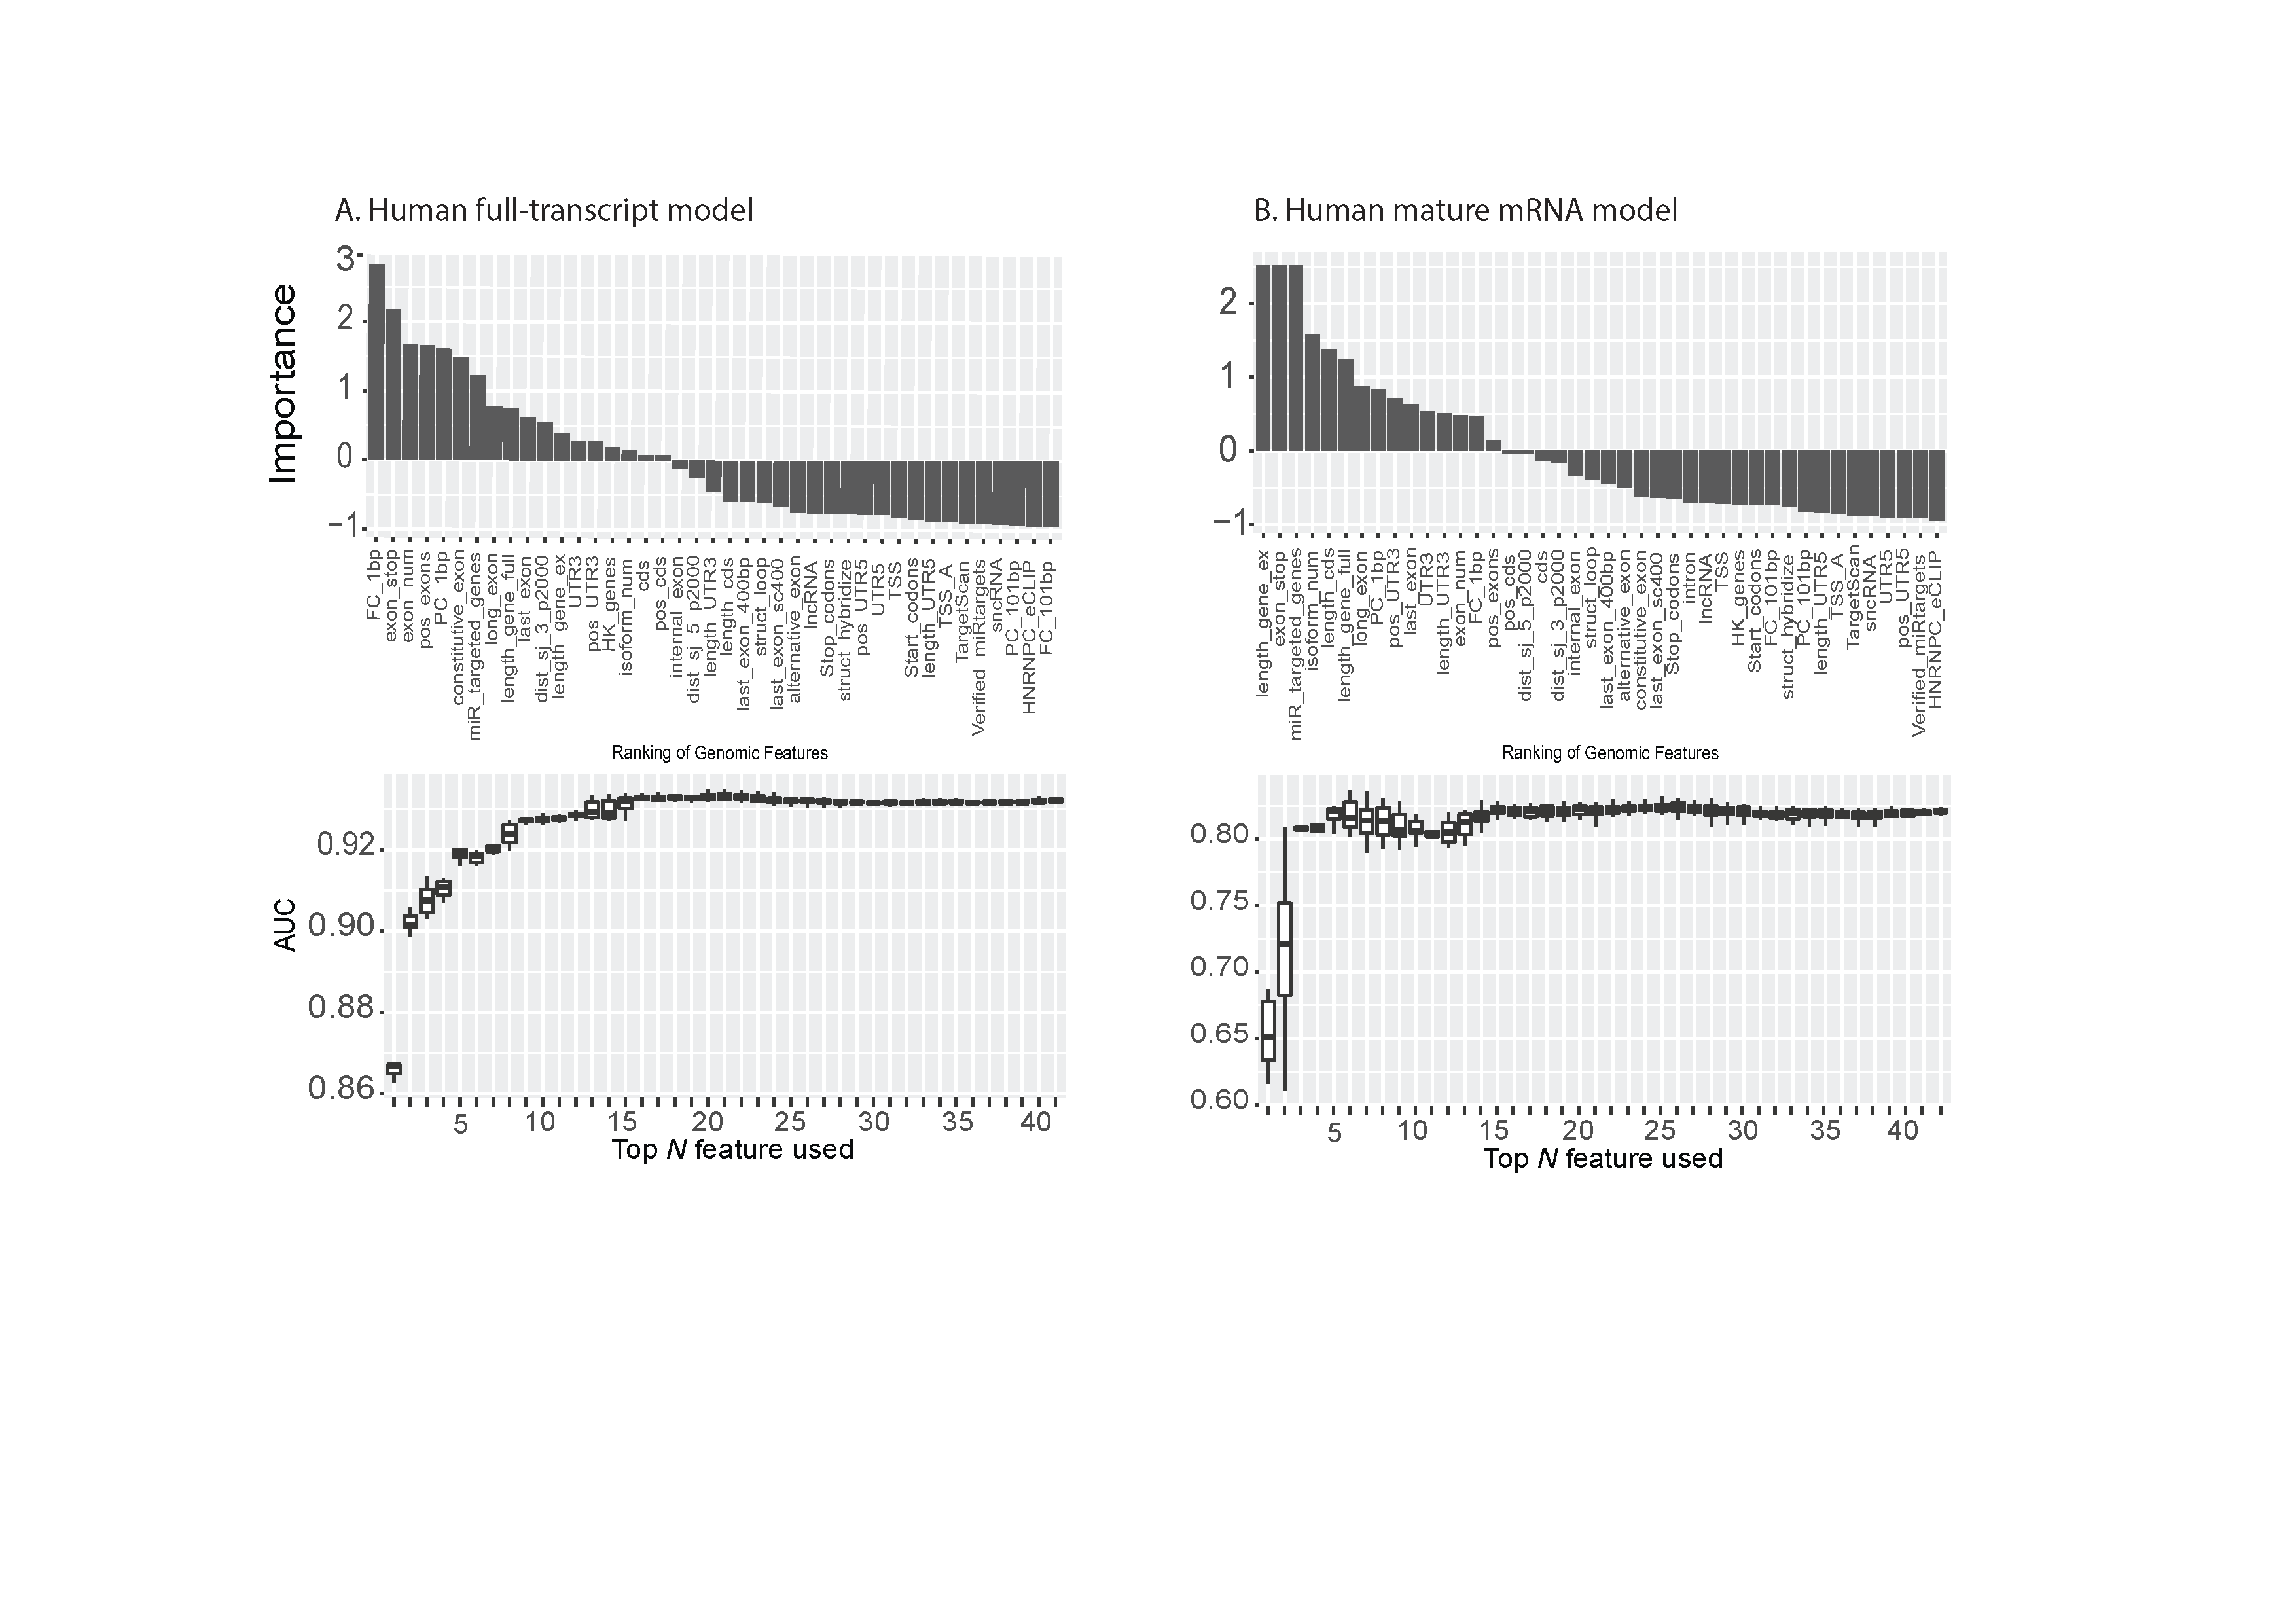 A. Human full-transcript model
Importance
3
2
1
0
−1
FC_1bp
exon_stop
exon_num
pos_exons
PC_1bp
constitutive_exon
miR_targeted_genes
long_exon
length_gene_full
last_exon
dist_sj_3_p2000
length_gene_ex
UTR3
pos_UTR3
HK_genes
isoform_num
cds
pos_cds
internal_exon
dist_sj_5_p2000
length_UTR3
length_cds
last_exon_400bp
struct_loop
last_exon_sc400
alternative_exon
lncRNA
Stop_codons
struct_hybridize
pos_UTR5
UTR5
TSS
Start_codons
length_UTR5
TSS_A
TargetScan
Verified_miRtargets
sncRNA
PC_101bp
HNRNPC_eCLIP
FC_101bp
Ranking of Genomic Features
AUC
0.92
0.90
0.88
0.86
5 10 15 20 25 30 35 40
Top N feature used
B. Human mature mRNA model
2
1
0
−1
length_gene_ex
exon_stop
miR_targeted_genes
isoform_num
length_cds
length_gene_full
long_exon
PC_1bp
pos_UTR3
last_exon
UTR3
length_UTR3
exon_num
FC_1bp
pos_exons
pos_cds
dist_sj_5_p2000
cds
dist_sj_3_p2000
internal_exon
struct_loop
last_exon_400bp
alternative_exon
constitutive_exon
last_exon_sc400
Stop_codons
intron
lncRNA
TSS
HK_genes
Start_codons
FC_101bp
struct_hybridize
PC_101bp
length_UTR5
TSS_A
TargetScan
sncRNA
UTR5
pos_UTR5
Verified_miRtargets
HNRNPC_eCLIP
Ranking of Genomic Features
0.80
0.75
0.70
0.65
0.60
5 10 15 20 25 30 35 40
Top N feature used